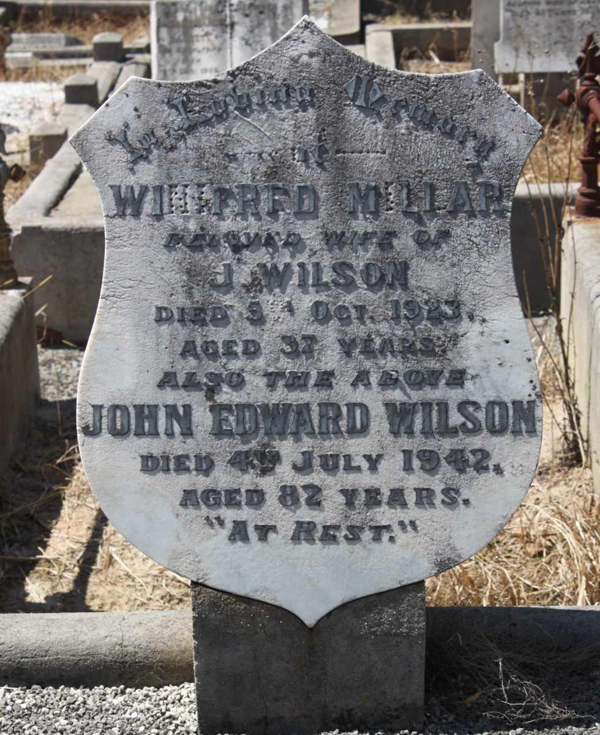 In Loving Memory
of
WINIFRED MILLAR
BELOVED WIFE OF
J. WILSON
DIED 5TH OCT. 1923.
AGED 37 YEARS.
ALSO THE ABOVE
JOHN EDWARD WILSON
DIED 4TH JULY 1942.
AGED 82 YEARS.
"AT REST."